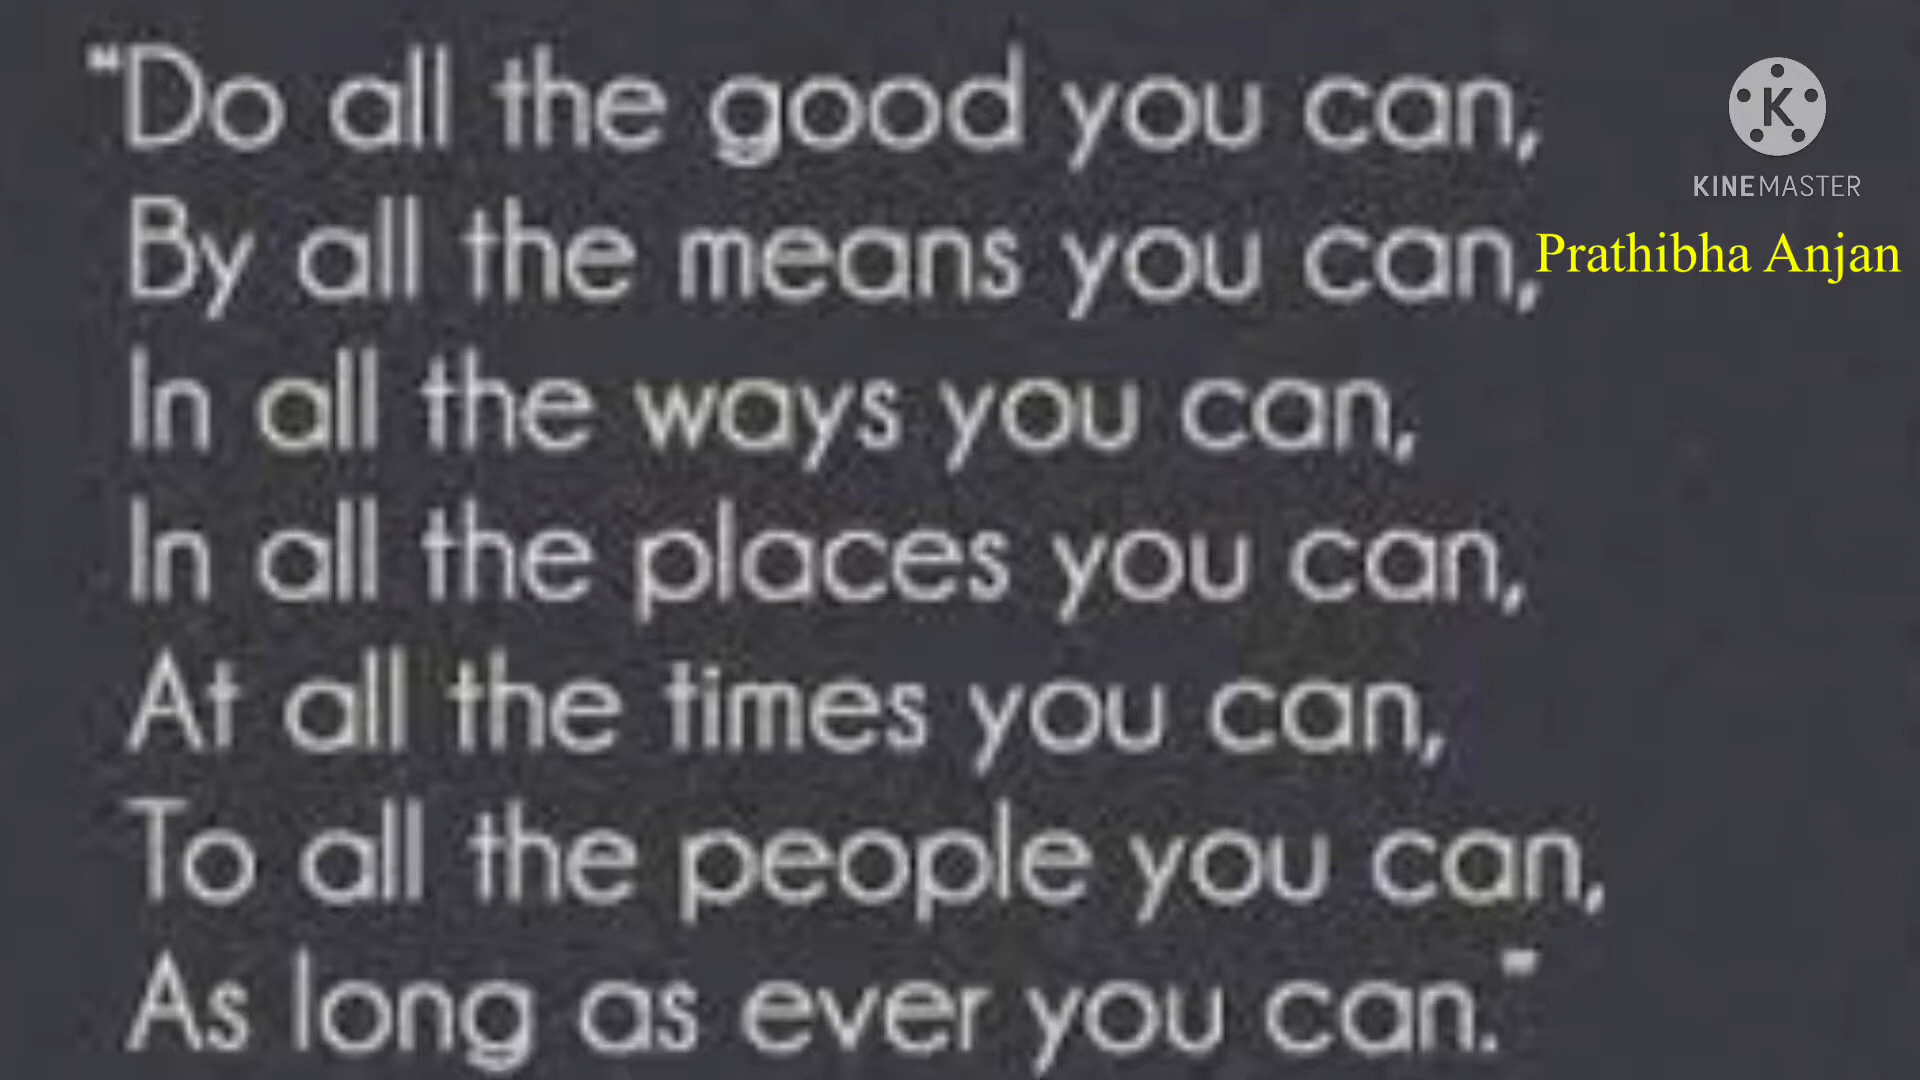 “Do all the good you can,
By all the means you can,
In all the ways you can,
In all the places you can,
At all the times you can,
To all the people you can,
As long as ever you can.”
K
KINEMASTER
Prathibha Anjan